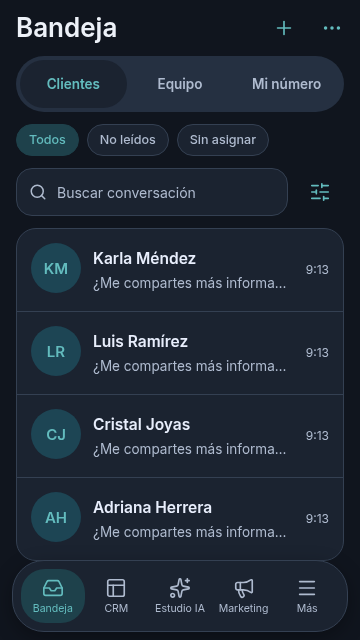 Bandeja
Clientes Equipo Mi número
Todos No leídos Sin asignar
Buscar conversación
KM Karla Méndez
¿Me compartes más informa... 9:13
LR Luis Ramírez
¿Me compartes más informa... 9:13
CJ Cristal Joyas
¿Me compartes más informa... 9:13
AH Adriana Herrera
¿Me compartes más informa... 9:13
Bandeja CRM Estudio IA Marketing Más